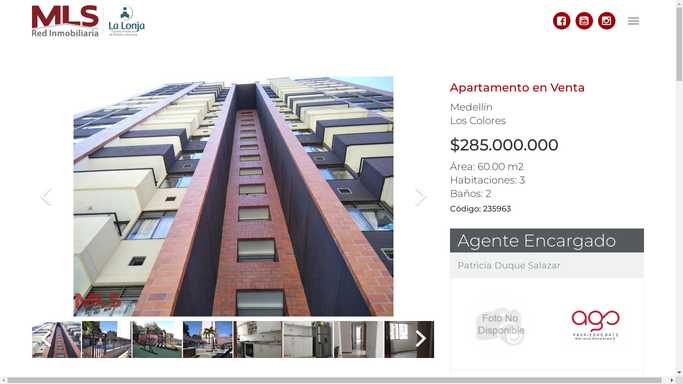 MLS
Red Inmobiliaria
La Lonja
Apartamento en Venta
Medellín
Los Colores
$285.000.000
Área: 60.00 m2
Habitaciones: 3
Baños: 2
Código: 235963
Agente Encargado
Patricia Duque Salazar
MLS
Foto No
Disponible
ago